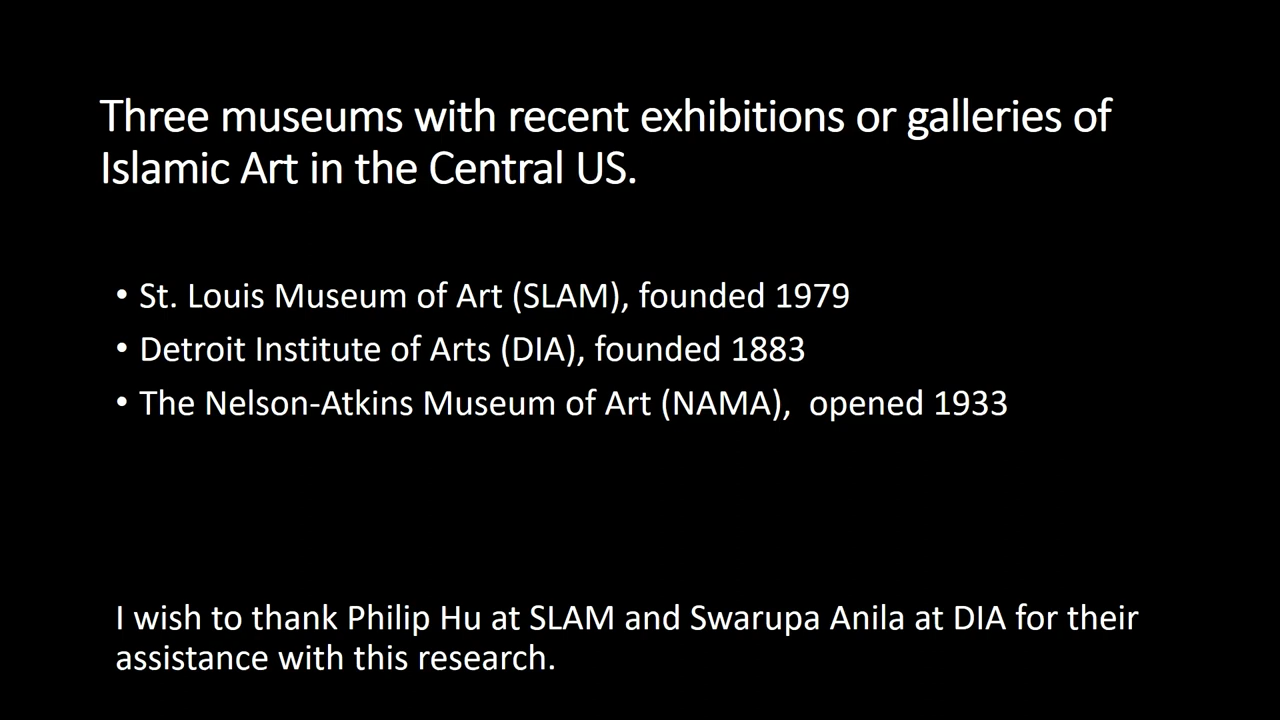 Three museums with recent exhibitions or galleries of
Islamic Art in the Central US.
• St. Louis Museum of Art (SLAM), founded 1979
• Detroit Institute of Arts (DIA), founded 1883
• The Nelson-Atkins Museum of Art (NAMA),  opened 1933
I wish to thank Philip Hu at SLAM and Swarupa Anila at DIA for their
assistance with this research.